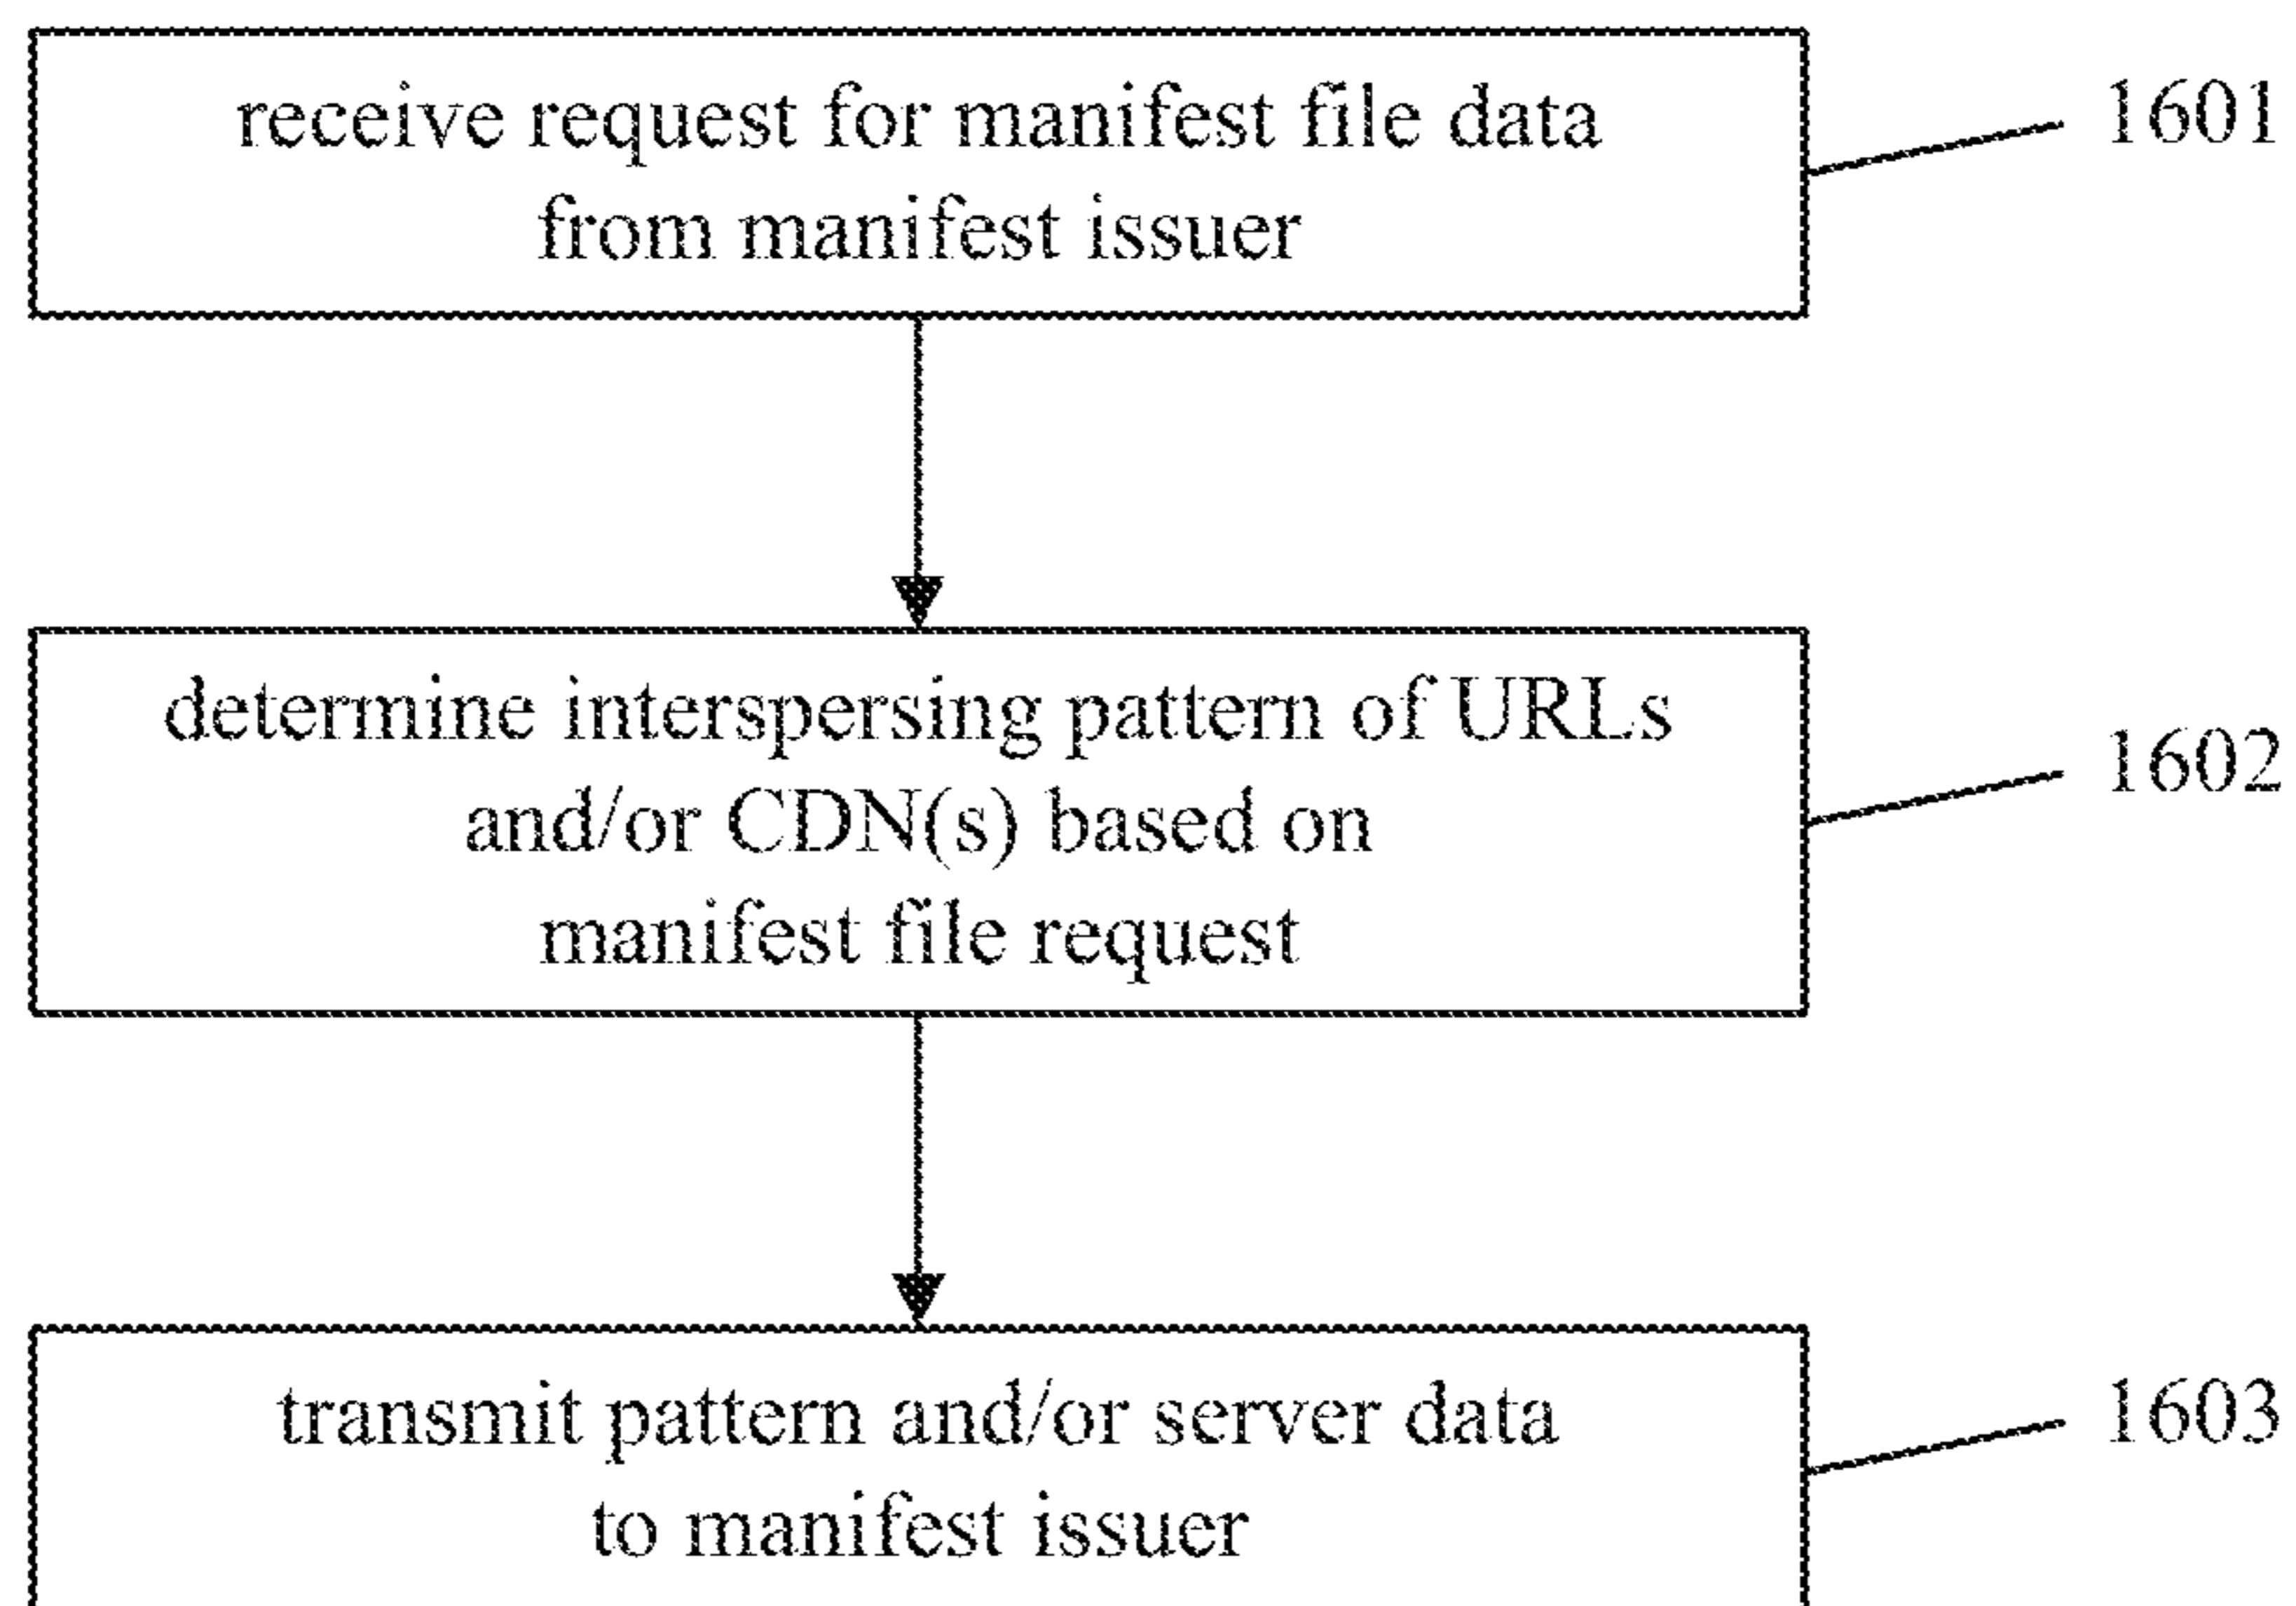 receive request for manifest file data
from manifest issuer
1601
determine interspersing pattern of URLs
and/or CDN(s) based on
manifest file request
1602
transmit pattern and/or server data
to manifest issuer
1603